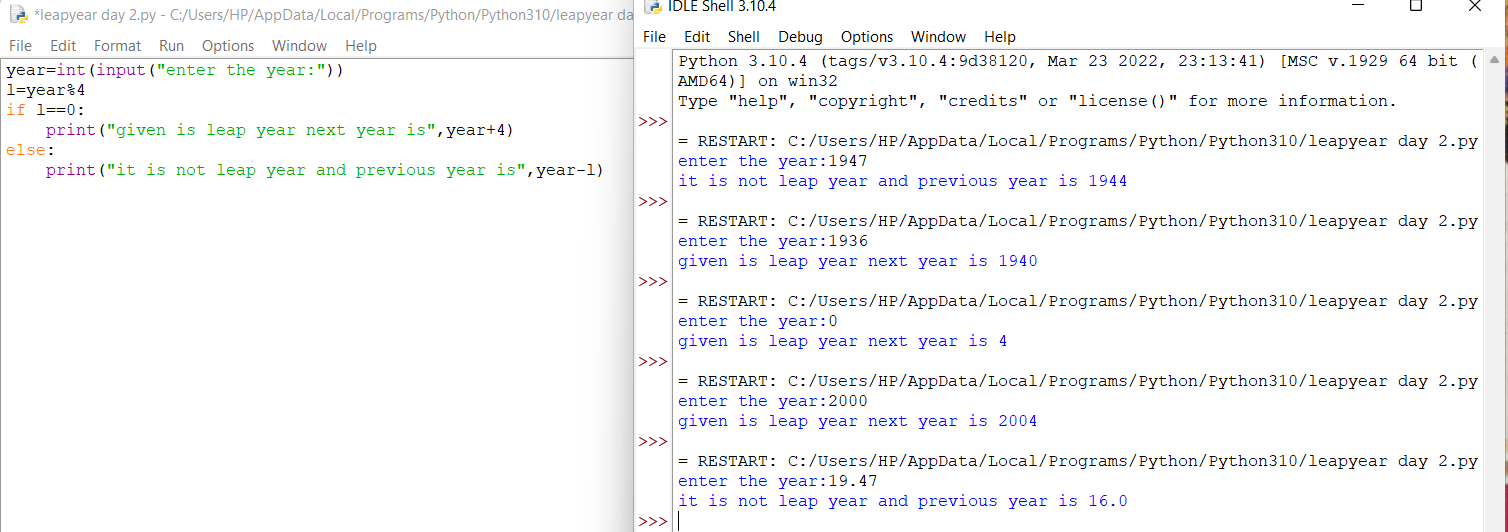 *leapyear day 2.py - C:/Users/HP/AppData/Local/Programs/Python/Python310/leapyear da
File Edit Format Run Options Window Help
year=int(input("enter the year:"))
l=year%4
if l==0:
    print("given is leap year next year is",year+4)
else:
    print("it is not leap year and previous year is",year-l)
IDLE Shell 3.10.4
File Edit Shell Debug Options Window Help
Python 3.10.4 (tags/v3.10.4:9d38120, Mar 23 2022, 23:13:41) [MSC v.1929 64 bit (
AMD64)] on win32
Type "help", "copyright", "credits" or "license()" for more information.
>>>
= RESTART: C:/Users/HP/AppData/Local/Programs/Python/Python310/leapyear day 2.py
enter the year:1947
it is not leap year and previous year is 1944
>>>
= RESTART: C:/Users/HP/AppData/Local/Programs/Python/Python310/leapyear day 2.py
enter the year:1936
given is leap year next year is 1940
>>>
= RESTART: C:/Users/HP/AppData/Local/Programs/Python/Python310/leapyear day 2.py
enter the year:0
given is leap year next year is 4
>>>
= RESTART: C:/Users/HP/AppData/Local/Programs/Python/Python310/leapyear day 2.py
enter the year:2000
given is leap year next year is 2004
>>>
= RESTART: C:/Users/HP/AppData/Local/Programs/Python/Python310/leapyear day 2.py
enter the year:19.47
it is not leap year and previous year is 16.0
>>>